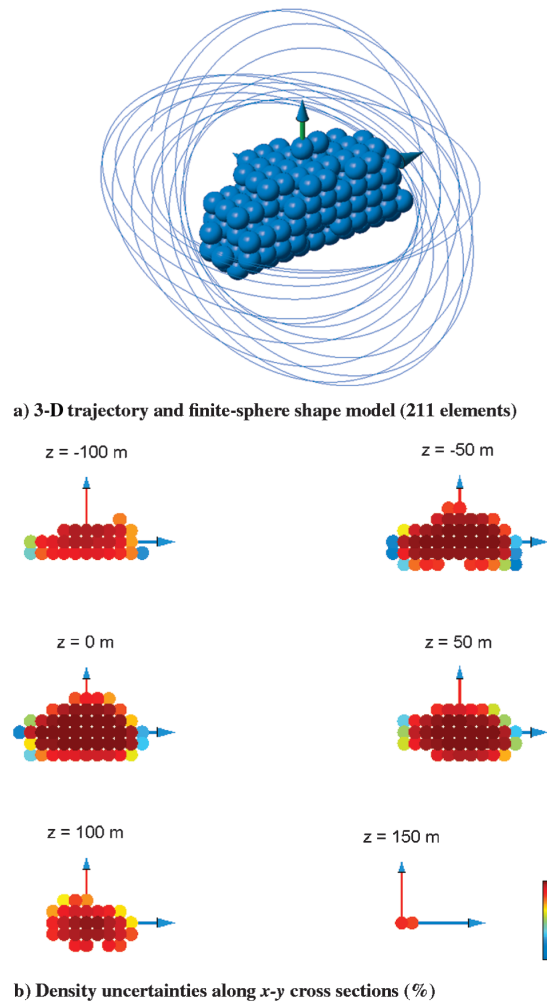 a) 3-D trajectory and finite-sphere shape model (211 elements)
z = -100 m
z = -50 m
z = 0 m
z = 50 m
z = 100 m
z = 150 m
b) Density uncertainties along x-y cross sections (%)